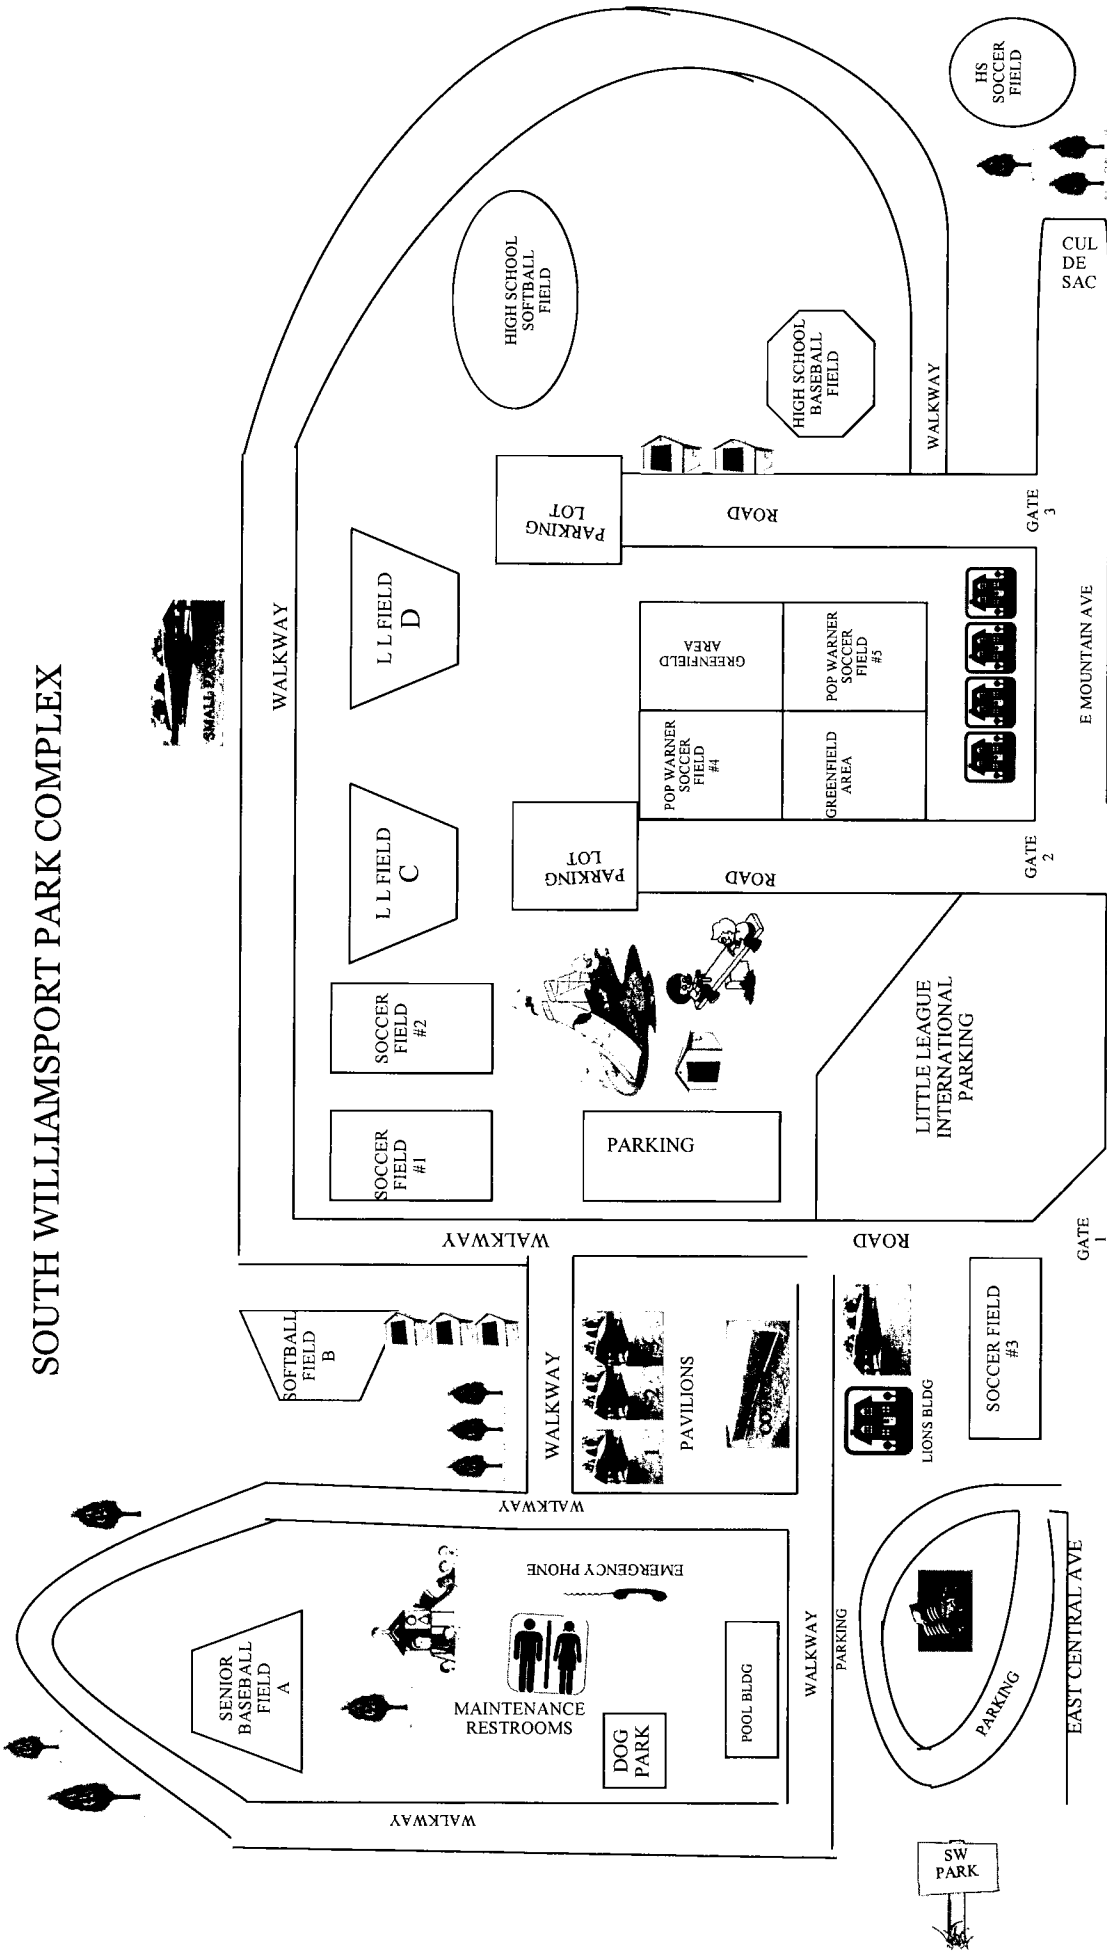 SOUTH WILLIAMSPORT PARK COMPLEX
SENIOR
BASEBALL
FIELD
A
SOFTBALL
FIELD
B
SOCCER
FIELD
#1
SOCCER
FIELD
#2
L L FIELD
C
L L FIELD
D
WALKWAY
SMALL
HIGH SCHOOL
SOFTBALL
FIELD
HIGH SCHOOL
BASEBALL
FIELD
HS
SOCCER
FIELD
CUL
DE
SAC
WALKWAY
PARKING
LOT
ROAD
GATE
3
POP WARNER
SOCCER
FIELD
#4
GREENFIELD
AREA
GREENFIELD
AREA
POP WARNER
SOCCER
FIELD
#5
E MOUNTAIN AVE
PARKING
LOT
ROAD
GATE
2
PARKING
LITTLE LEAGUE
INTERNATIONAL
PARKING
WALKWAY
ROAD
GATE
1
WALKWAY
1
2
PAVILIONS
LIONS BLDG
SOCCER FIELD
#3
WALKWAY
EMERGENCY PHONE
MAINTENANCE
RESTROOMS
DOG
PARK
POOL BLDG
WALKWAY
WALKWAY
PARKING
PARKING
EAST CENTRAL AVE
SW
PARK